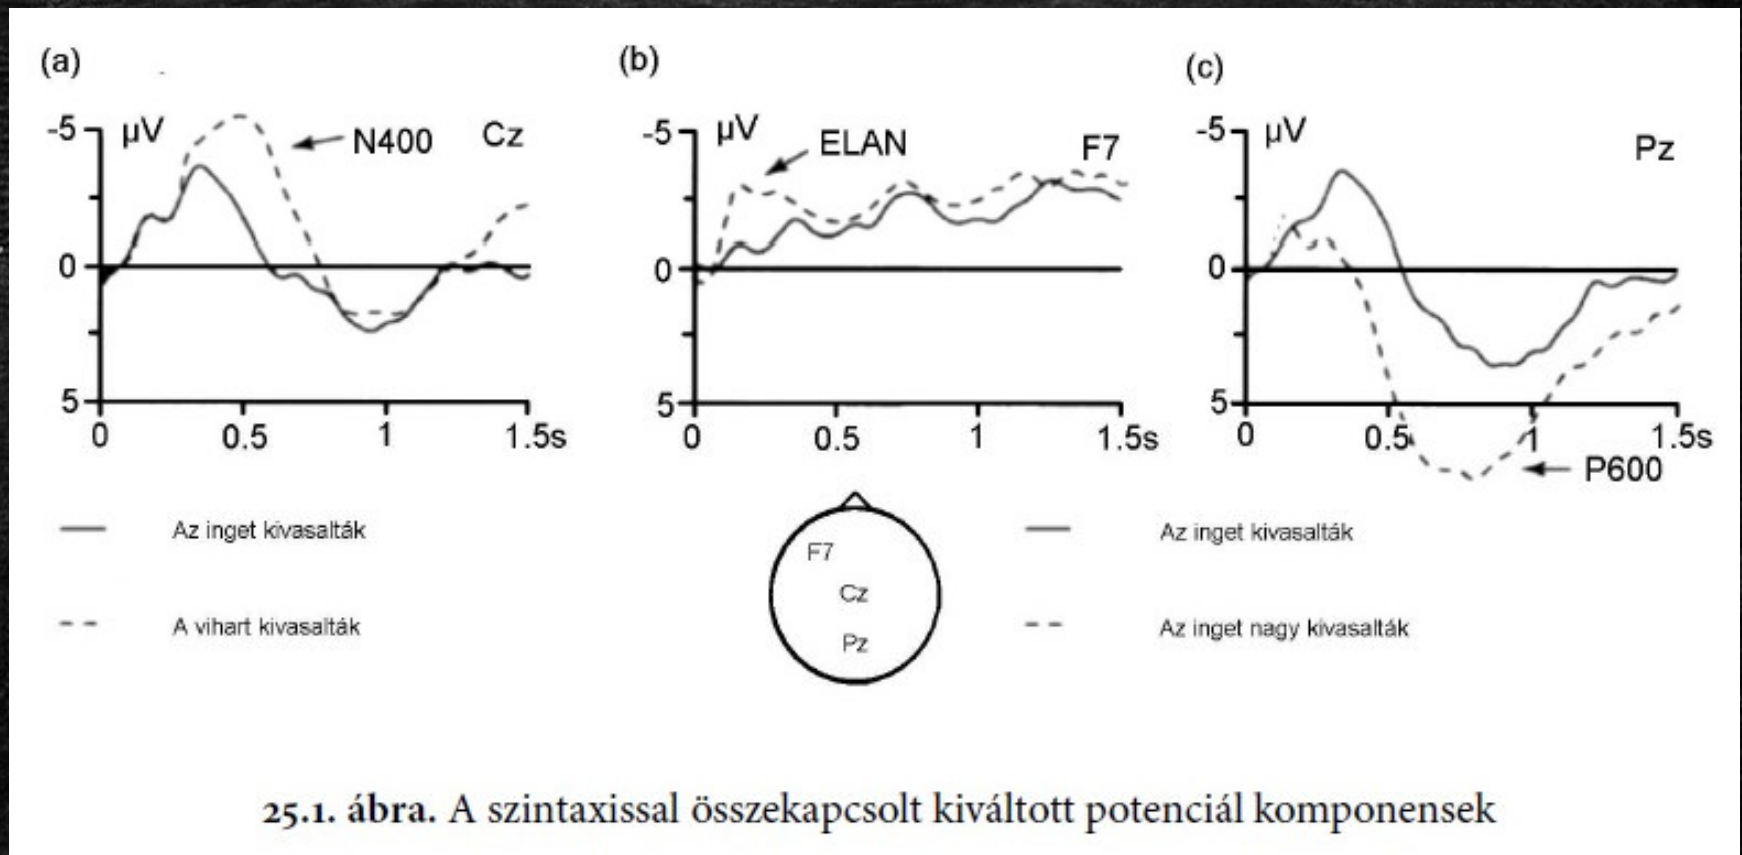 (a)
-5
µV
N400
Cz
0
5
0 0.5 1 1.5s
(b)
-5
µV
ELAN
F7
0
5
0 0.5 1 1.5s
(c)
-5
µV
Pz
0
5
0 0.5 1 1.5s
P600
Az inget kivasalták
A vihart kivasalták
F7
Cz
Pz
Az inget kivasalták
Az inget nagy kivasalták
25.1. ábra. A szintaxissal összekapcsolt kiváltott potenciál komponensek